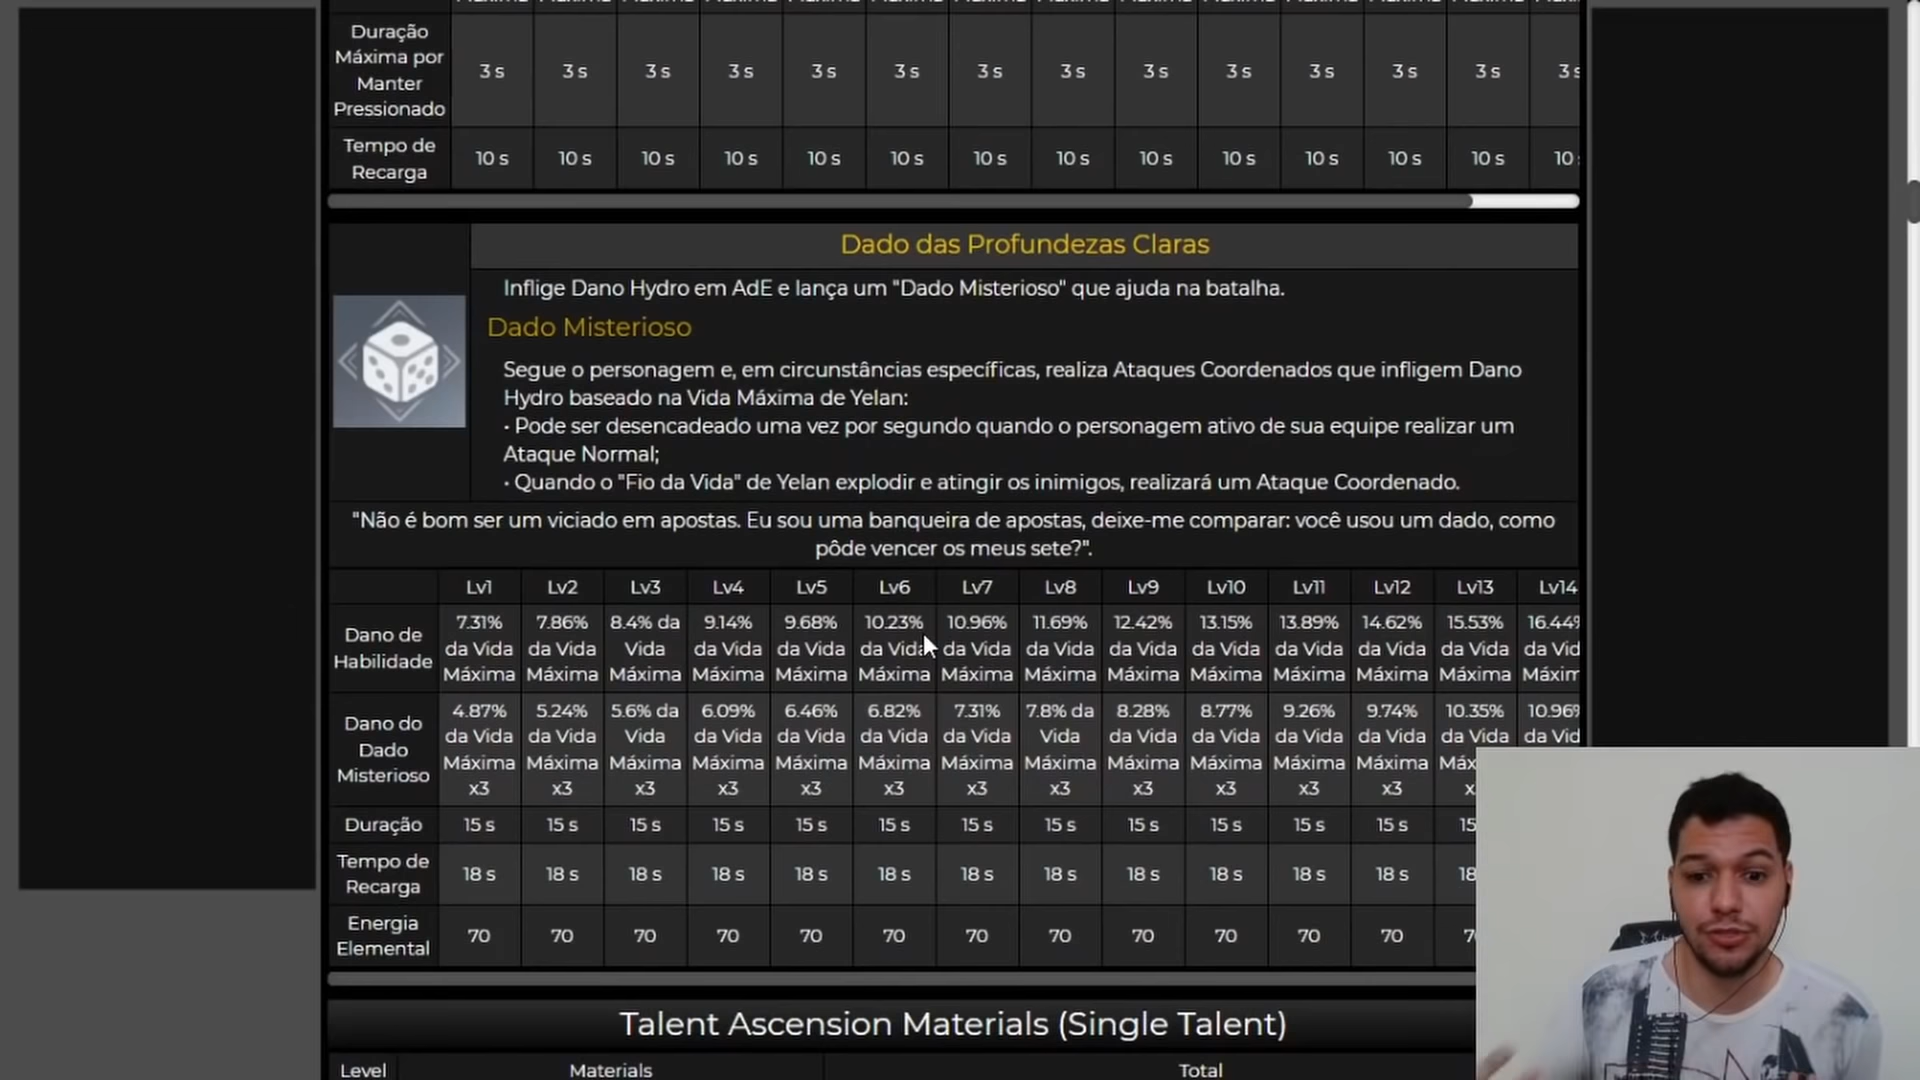 Duração
Máxima por
Manter
Pressionado
3 s 3 s 3 s 3 s 3 s 3 s 3 s 3 s 3 s 3 s 3 s 3 s 3 s 3 s
Tempo de
Recarga
10 s 10 s 10 s 10 s 10 s 10 s 10 s 10 s 10 s 10 s 10 s 10 s 10 s 10
Dado das Profundezas Claras
Inflige Dano Hydro em AdE e lança um "Dado Misterioso" que ajuda na batalha.
Dado Misterioso
Segue o personagem e, em circunstâncias específicas, realiza Ataques Coordenados que infligem Dano
Hydro baseado na Vida Máxima de Yelan:
• Pode ser desencadeado uma vez por segundo quando o personagem ativo de sua equipe realizar um
Ataque Normal;
• Quando o "Fio da Vida" de Yelan explodir e atingir os inimigos, realizará um Ataque Coordenado.
"Não é bom ser um viciado em apostas. Eu sou uma banqueira de apostas, deixe-me comparar: você usou um dado, como
pôde vencer os meus sete?".
Lv1 Lv2 Lv3 Lv4 Lv5 Lv6 Lv7 Lv8 Lv9 Lv10 Lv11 Lv12 Lv13 Lv14
Dano de
Habilidade
7.31% 7.86% 8.4% da 9.14% 9.68% 10.23% 10.96% 11.69% 12.42% 13.15% 13.89% 14.62% 15.53% 16.44%
da Vida da Vida Vida da Vida da Vida da Vida da Vida da Vida da Vida da Vida da Vida da Vida da Vida da Vid
Máxima Máxima Máxima Máxima Máxima Máxima Máxima Máxima Máxima Máxima Máxima Máxima Máxima Máxim
Dano do
Dado
Misterioso
4.87% 5.24% 5.6% da 6.09% 6.46% 6.82% 7.31% 7.8% da 8.28% 8.77% 9.26% 9.74% 10.35% 10.96%
da Vida da Vida Vida da Vida da Vida da Vida da Vida Vida da Vida da Vida da Vida da Vida da Vida da Vid
Máxima Máxima Máxima Máxima Máxima Máxima Máxima Máxima Máxima Máxima Máxima Máxima
x3 x3 x3 x3 x3 x3 x3 x3 x3 x3 x3 x3
Duração 15 s 15 s 15 s 15 s 15 s 15 s 15 s 15 s 15 s 15 s 15 s 15 s 15
Tempo de
Recarga
18 s 18 s 18 s 18 s 18 s 18 s 18 s 18 s 18 s 18 s 18 s 18 s 18
Energia
Elemental
70 70 70 70 70 70 70 70 70 70 70 70
Talent Ascension Materials (Single Talent)
Level Materials Total